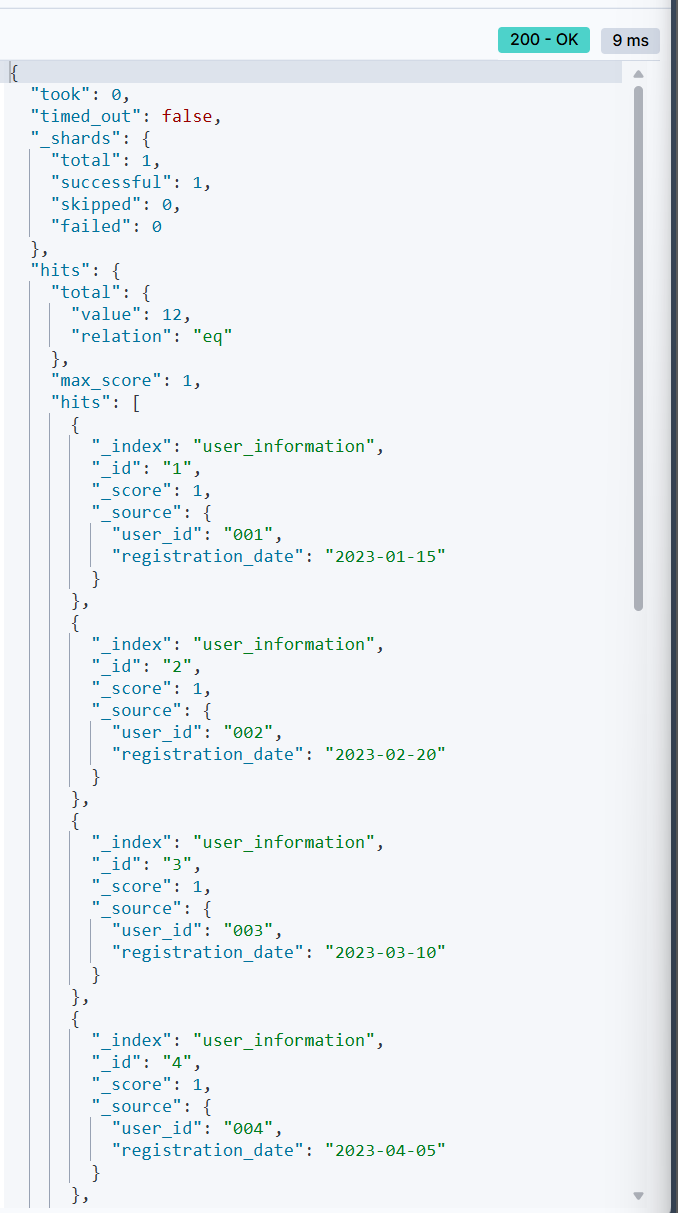 200 - OK 9 ms
{
  "took": 0,
  "timed_out": false,
  "_shards": {
    "total": 1,
    "successful": 1,
    "skipped": 0,
    "failed": 0
  },
  "hits": {
    "total": {
      "value": 12,
      "relation": "eq"
    },
    "max_score": 1,
    "hits": [
      {
        "_index": "user_information",
        "_id": "1",
        "_score": 1,
        "_source": {
          "user_id": "001",
          "registration_date": "2023-01-15"
        }
      },
      {
        "_index": "user_information",
        "_id": "2",
        "_score": 1,
        "_source": {
          "user_id": "002",
          "registration_date": "2023-02-20"
        }
      },
      {
        "_index": "user_information",
        "_id": "3",
        "_score": 1,
        "_source": {
          "user_id": "003",
          "registration_date": "2023-03-10"
        }
      },
      {
        "_index": "user_information",
        "_id": "4",
        "_score": 1,
        "_source": {
          "user_id": "004",
          "registration_date": "2023-04-05"
        }
      },